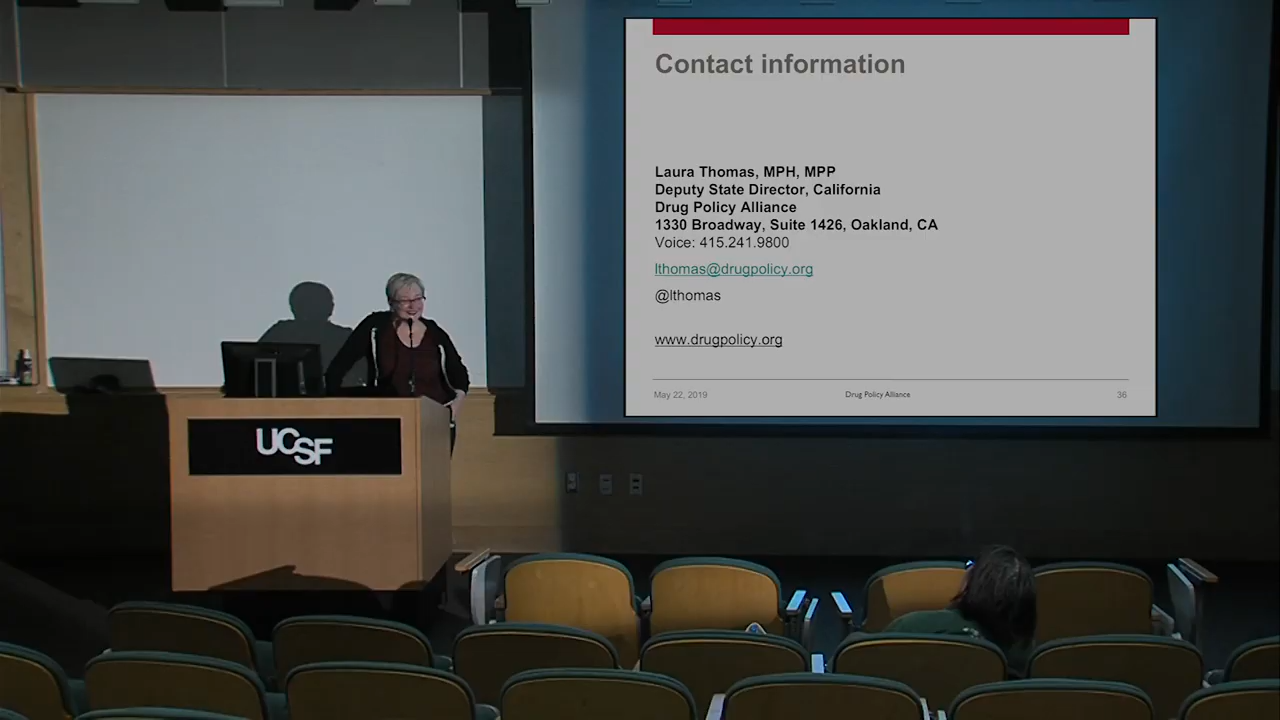 Contact information
Laura Thomas, MPH, MPP
Deputy State Director, California
Drug Policy Alliance
1330 Broadway, Suite 1426, Oakland, CA
Voice: 415.241.9800
lthomas@drugpolicy.org
@lthomas
www.drugpolicy.org
May 22, 2019 Drug Policy Alliance 36
UCSF